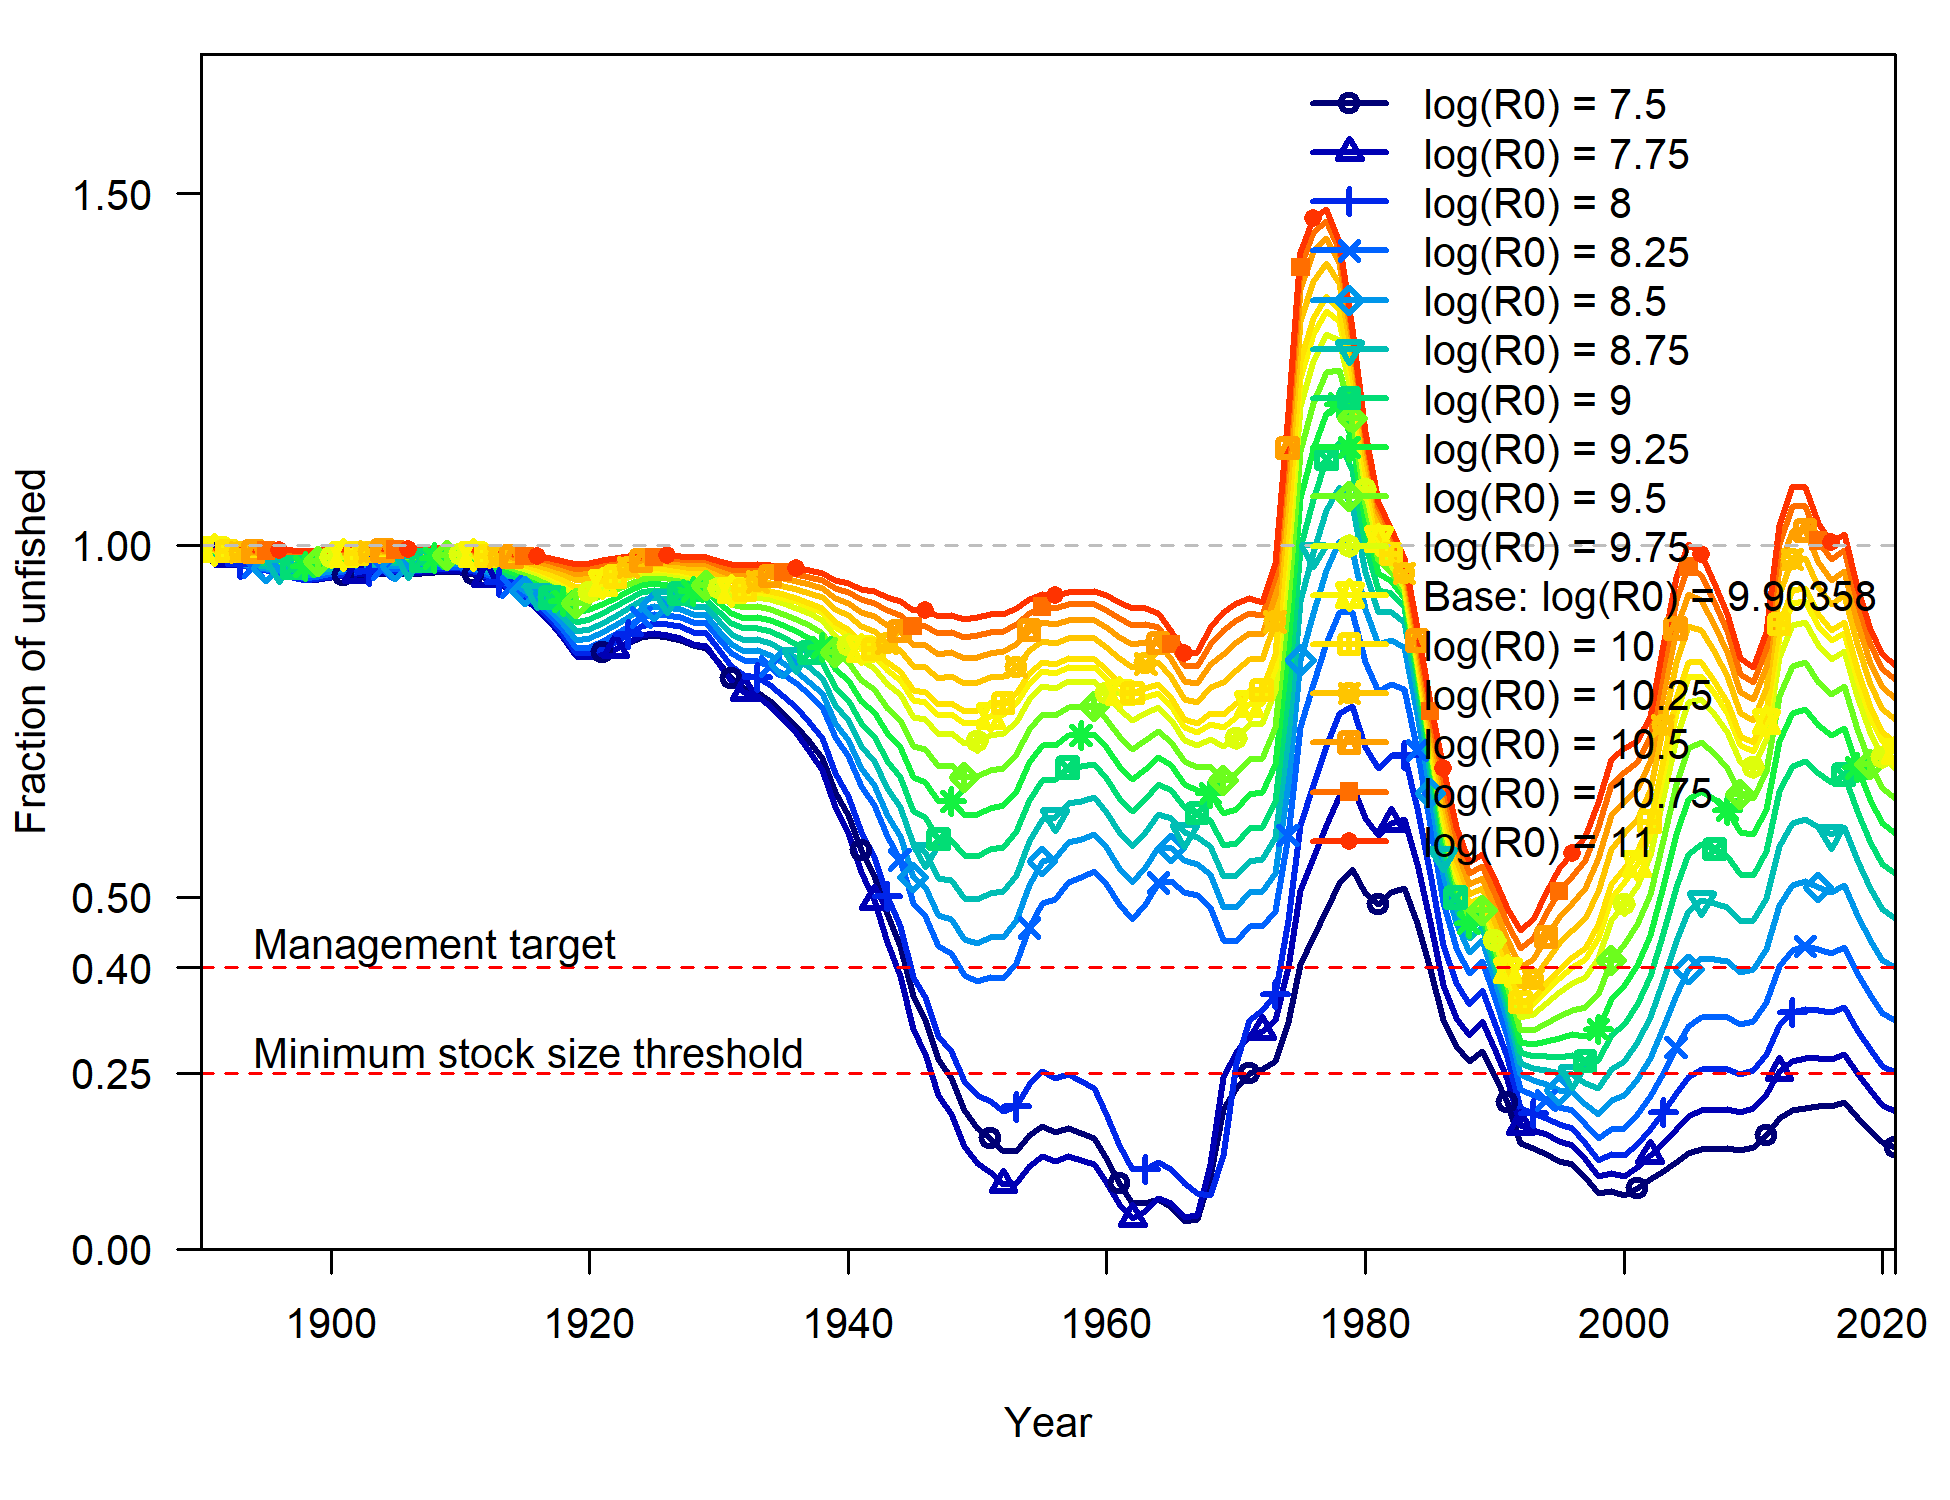 log(R0) = 7.5
log(R0) = 7.75
log(R0) = 8
log(R0) = 8.25
log(R0) = 8.5
log(R0) = 8.75
log(R0) = 9
log(R0) = 9.25
log(R0) = 9.5
log(R0) = 9.75
Base: log(R0) = 9.90358
log(R0) = 10
log(R0) = 10.25
log(R0) = 10.5
log(R0) = 10.75
log(R0) = 11
Fraction of unfished
1.50
1.00
0.50
0.40
0.25
0.00
Management target
Minimum stock size threshold
1900 1920 1940 1960 1980 2000 2020
Year